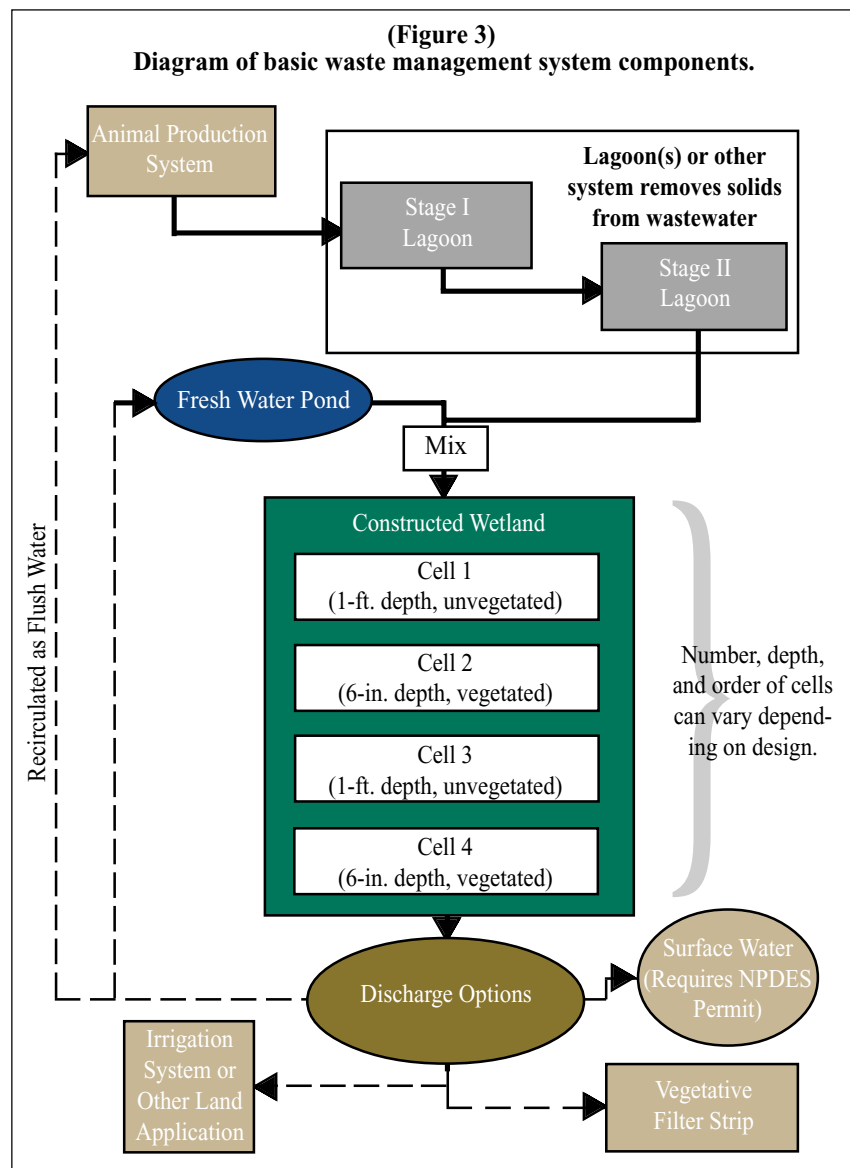 (Figure 3)
Diagram of basic waste management system components.
Animal Production
System
Lagoon(s) or other
system removes solids
from wastewater
Stage I
Lagoon
Stage II
Lagoon
Fresh Water Pond
Mix
Recirculated as Flush Water
Constructed Wetland
Cell 1
(1-ft. depth, unvegetated)
Cell 2
(6-in. depth, vegetated)
Cell 3
(1-ft. depth, unvegetated)
Cell 4
(6-in. depth, vegetated)
Number, depth,
and order of cells
can vary depend-
ing on design.
Discharge Options
Surface Water
(Requires NPDES
Permit)
Irrigation
System or
Other Land
Application
Vegetative
Filter Strip